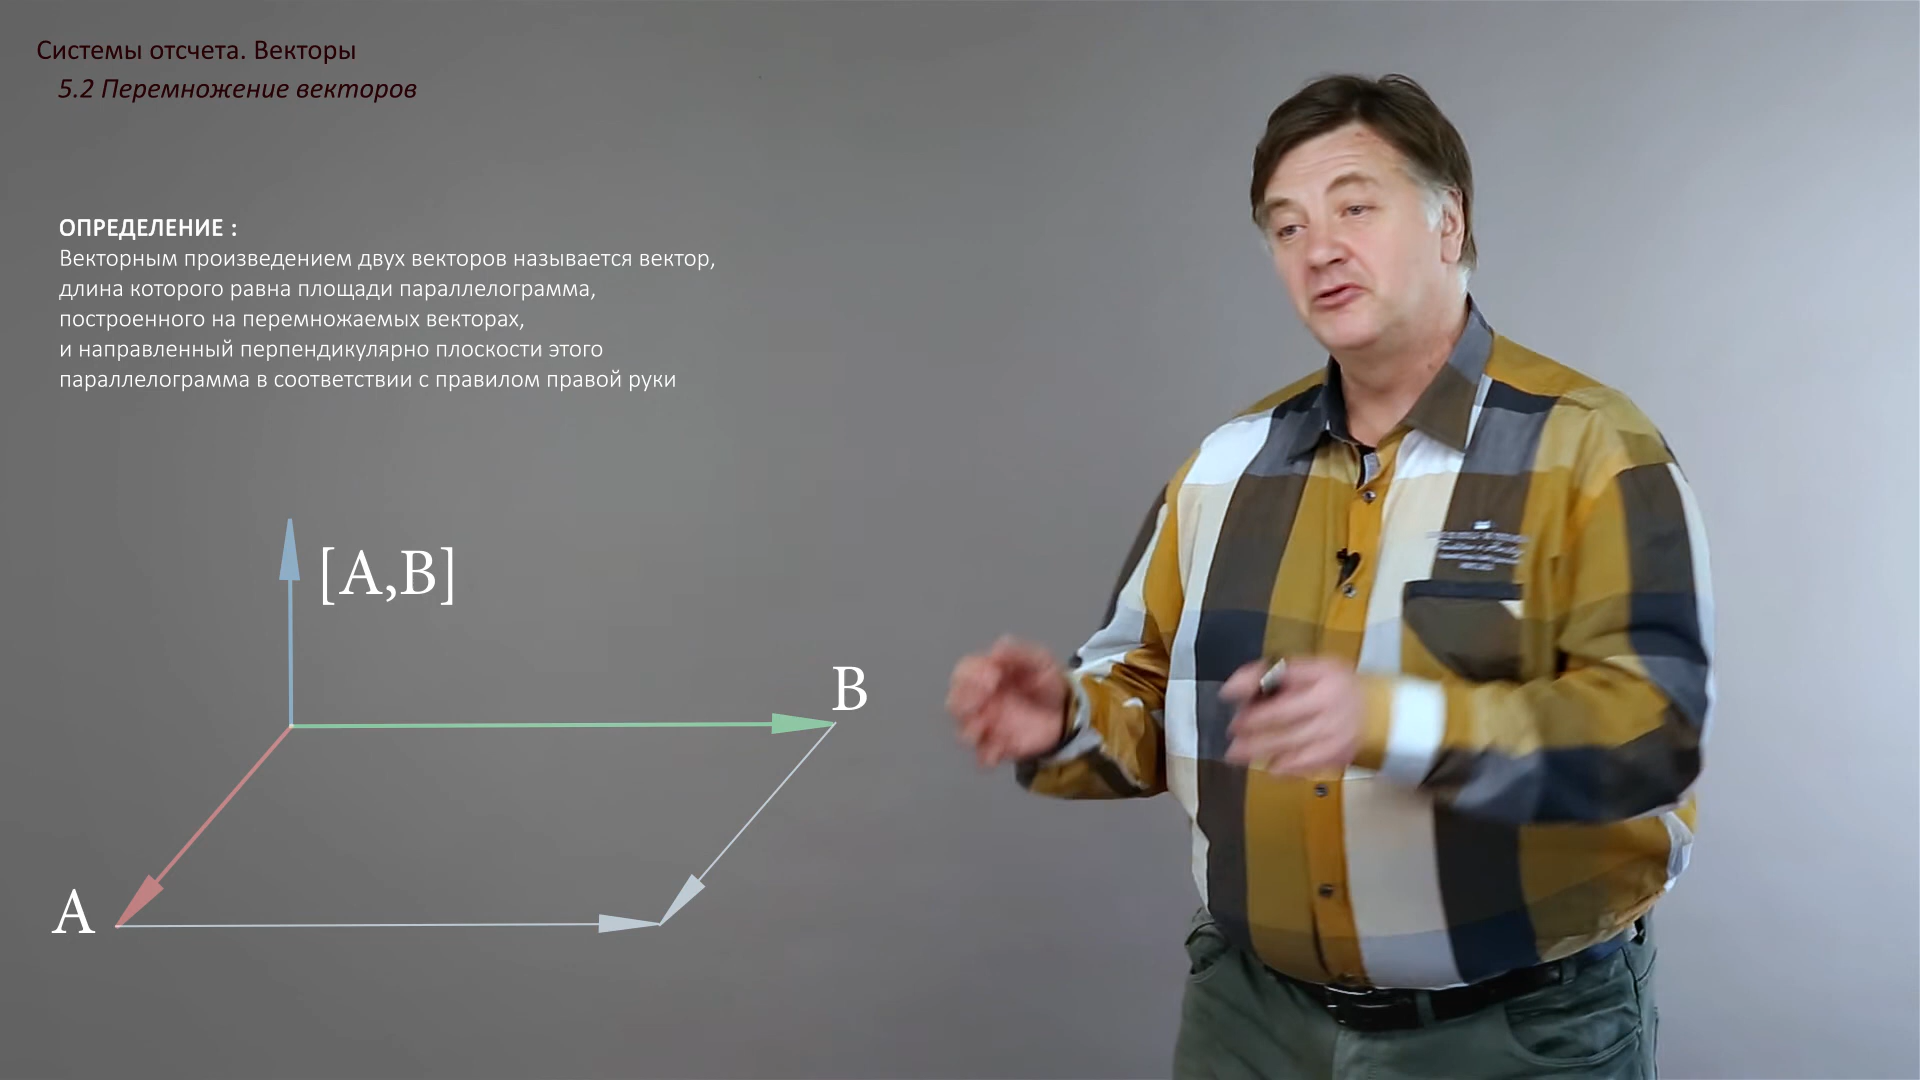 Системы отсчета. Векторы
5.2 Перемножение векторов
ОПРЕДЕЛЕНИЕ :
Векторным произведением двух векторов называется вектор,
длина которого равна площади параллелограмма,
построенного на перемножаемых векторах,
и направленный перпендикулярно плоскости этого
параллелограмма в соответствии с правилом правой руки
[A,B]
B
A